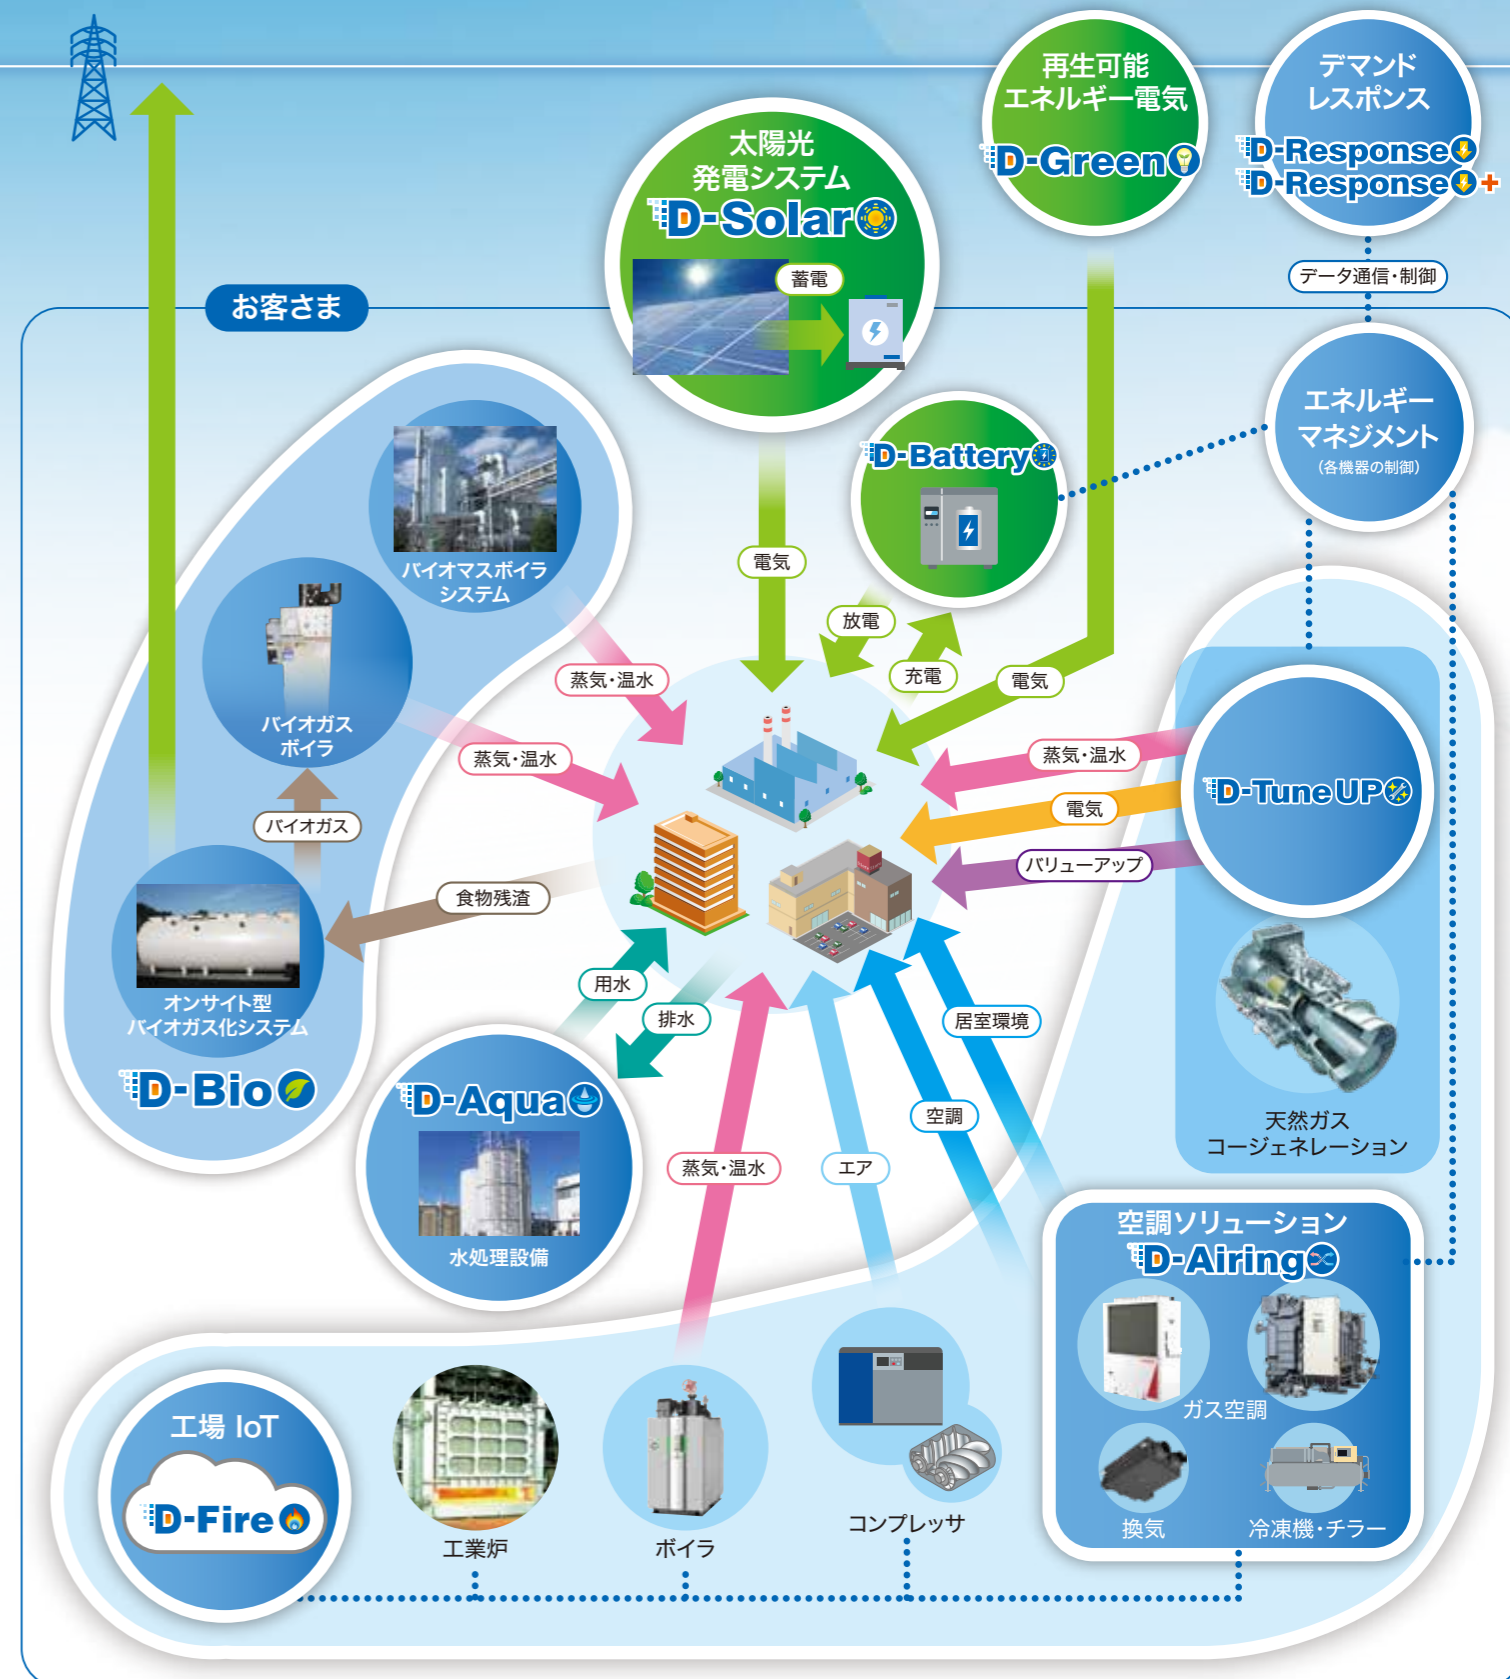 再生可能
エネルギー電気
D-Green
デマンド
レスポンス
D-Response
D-Response+
太陽光
発電システム
D-Solar
蓄電
データ通信・制御
お客さま
エネルギー
マネジメント
(各機器の制御)
D-Battery
バイオマスボイラ
システム
電気
放電
充電
電気
蒸気・温水
バイオガス
ボイラ
蒸気・温水
蒸気・温水
D-TuneUP
電気
バイオガス
バリューアップ
食物残渣
オンサイト型
バイオガス化システム
D-Bio
用水
排水
居室環境
D-Aqua
水処理設備
空調
天然ガス
コージェネレーション
蒸気・温水
エア
空調ソリューション
D-Airing
ガス空調
換気
冷凍機・チラー
工場 IoT
D-Fire
工業炉
ボイラ
コンプレッサ